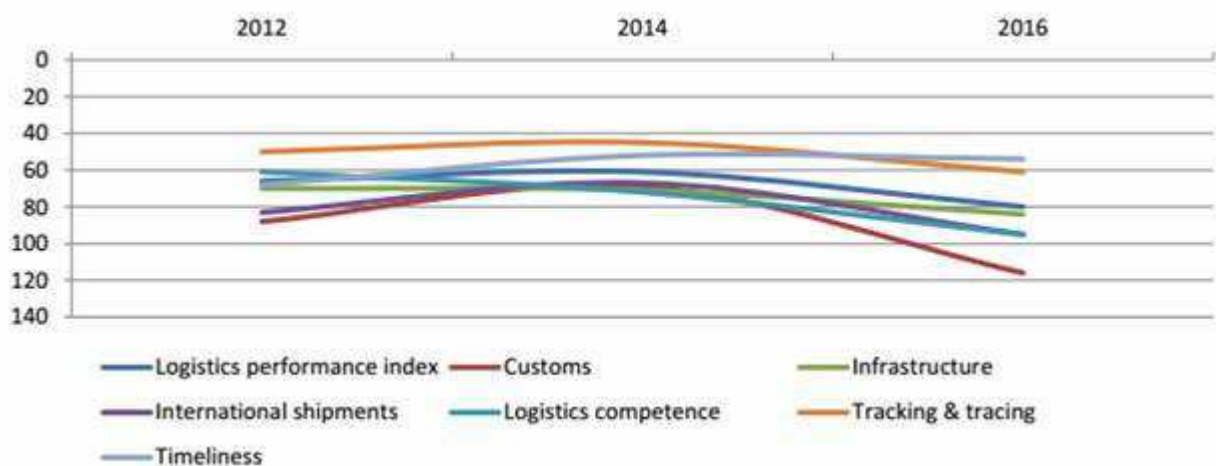 2012 2014 2016
0
20
40
60
80
100
120
140
Logistics performance index Customs Infrastructure
International shipments Logistics competence Tracking & tracing
Timeliness